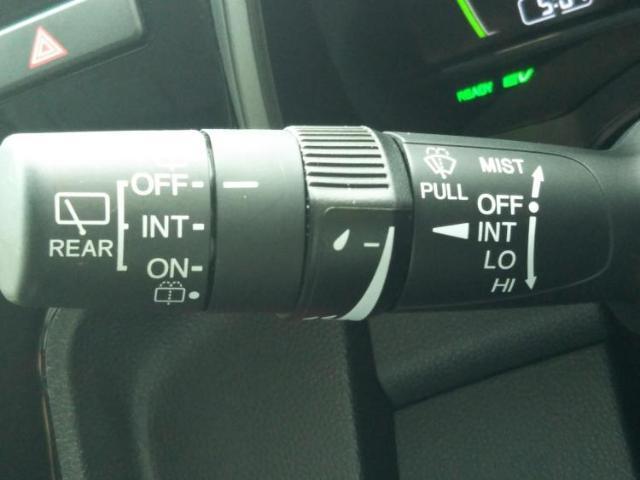 READY EV
MIST
PULL
OFF
INT
LO
HI
REAR
OFF
INT
ON